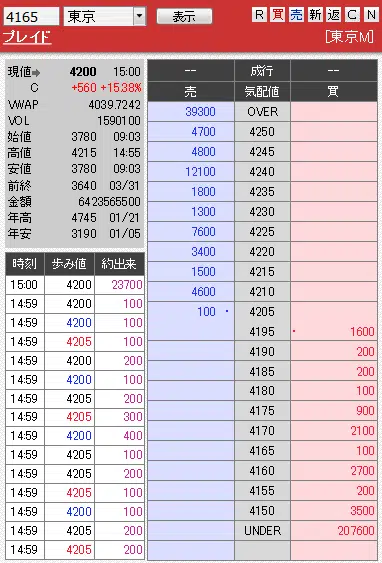 4165 東京 表示 R 買 売 新 返 C N
プレイド [東京M]
現値 4200 15:00
C +560 +15.38%
VWAP 4039.7242
VOL 1590100
始値 3780 09:03
高値 4215 14:55
安値 3780 09:03
前終 3640 03/31
金額 6423565500
年高 4745 01/21
年安 3190 01/05
時刻 歩み値 約出来
15:00 4200 23700
14:59 4200 100
14:59 4200 100
14:59 4205 100
14:59 4200 100
14:59 4205 100
14:59 4205 200
14:59 4205 300
14:59 4200 400
14:59 4205 100
14:59 4205 200
14:59 4205 100
14:59 4200 100
14:59 4205 200
14:59 4205 200
-- 成行 --
売 気配値 買
39300 OVER
4700 4250
4800 4245
12100 4240
1800 4235
1300 4230
7600 4225
3400 4220
1500 4215
4600 4210
100 4205
4195 1600
4190 200
4185 200
4180 100
4175 900
4170 2100
4165 100
4160 2700
4155 200
4150 3500
UNDER 207600